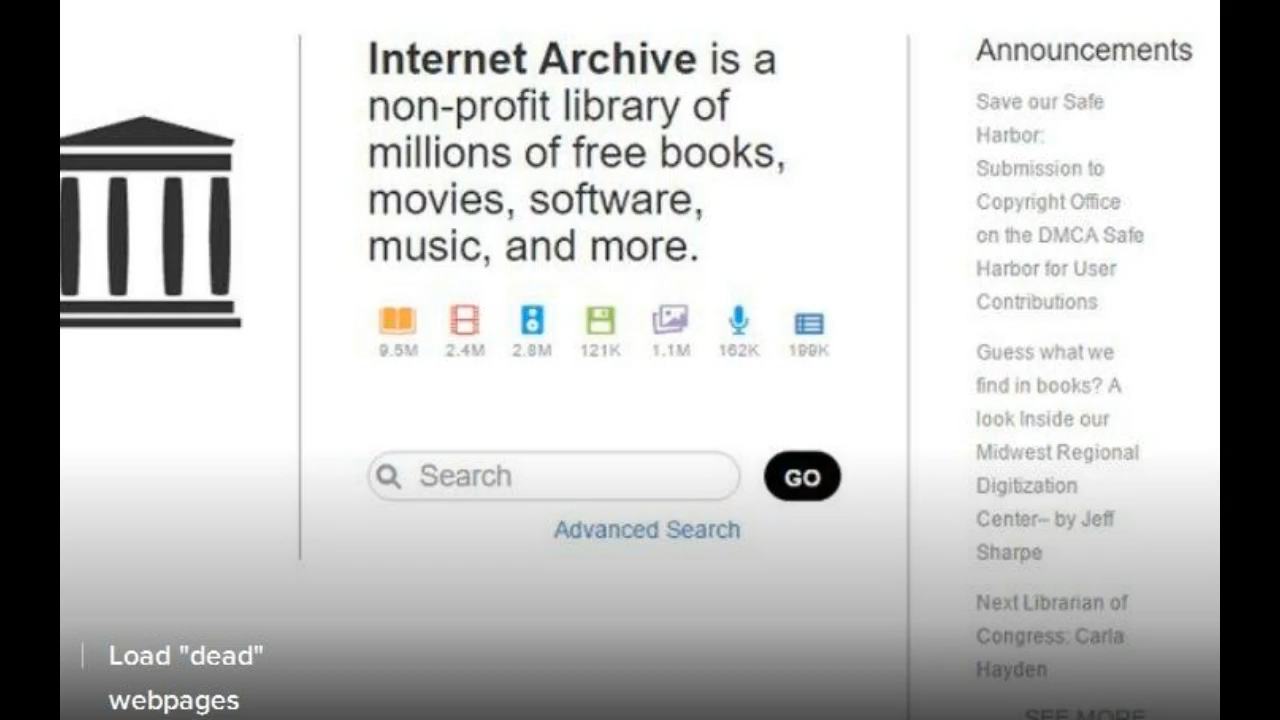 Internet Archive is a
non-profit library of
millions of free books,
movies, software,
music, and more.
9.5M 2.4M 2.8M 121K 1.1M 162K 199K
Search
GO
Advanced Search
Announcements
Save our Safe
Harbor:
Submission to
Copyright Office
on the DMCA Safe
Harbor for User
Contributions
Guess what we
find in books? A
look Inside our
Midwest Regional
Digitization
Center– by Jeff
Sharpe
Next Librarian of
Congress: Carla
Hayden
SEE MORE
Load "dead"
webpages